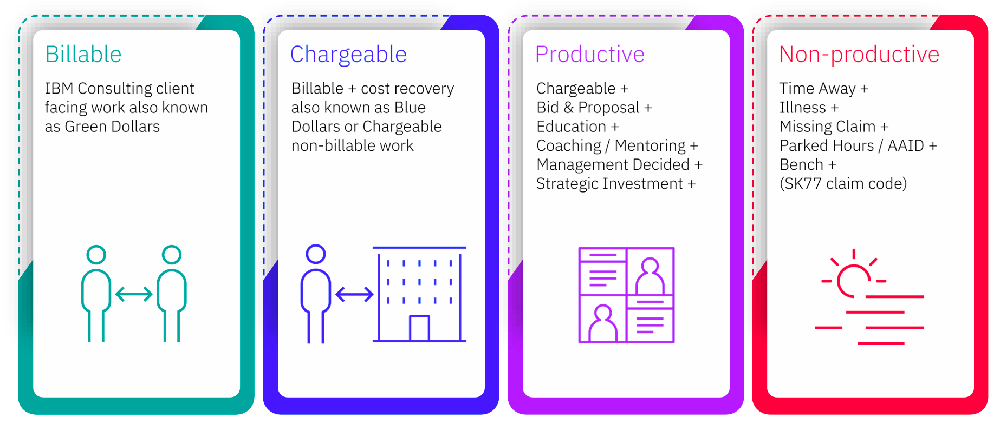 Billable
IBM Consulting client
facing work also known
as Green Dollars
Chargeable
Billable + cost recovery
also known as Blue
Dollars or Chargeable
non-billable work
Productive
Chargeable +
Bid & Proposal +
Education +
Coaching / Mentoring +
Management Decided +
Strategic Investment +
Non-productive
Time Away +
Illness +
Missing Claim +
Parked Hours / AAID +
Bench +
(SK77 claim code)